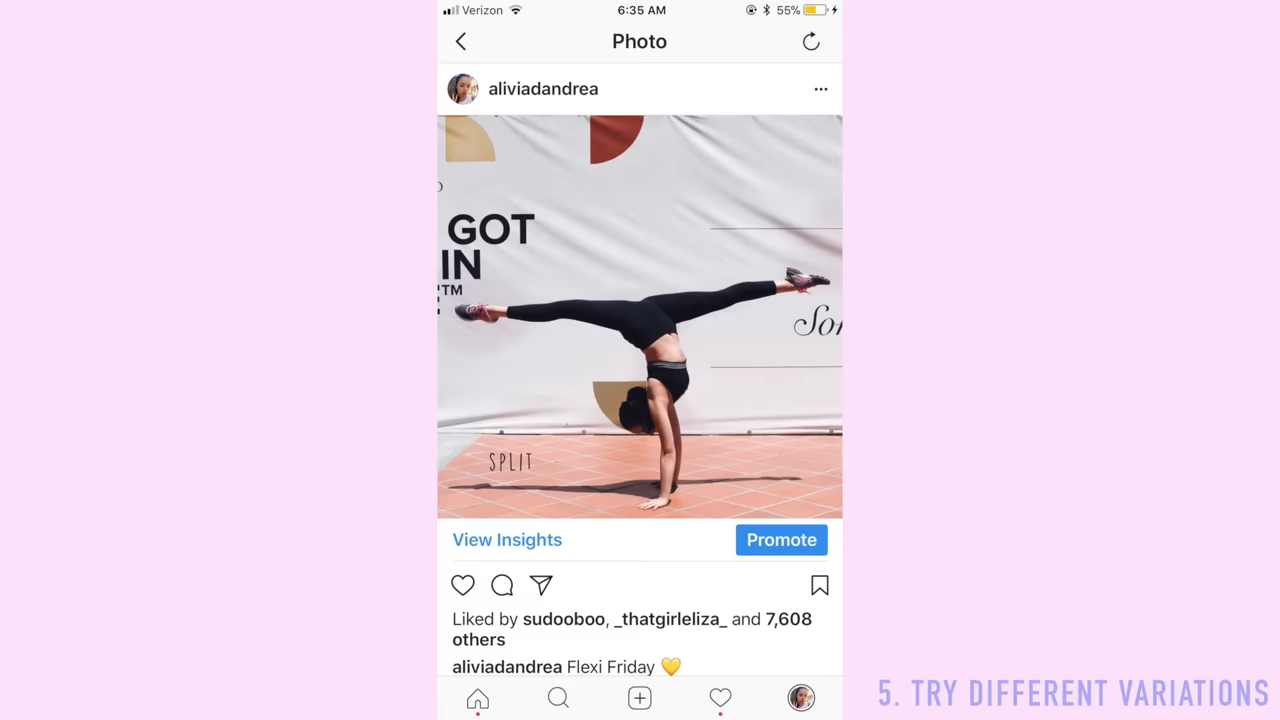 Verizon 6:35 AM 55%
Photo
aliviadandrea
GOT
IN
TM
SPLIT
View Insights Promote
Liked by sudooboo, _thatgirleliza_ and 7,608
others
aliviadandrea Flexi Friday 💛
5. TRY DIFFERENT VARIATIONS